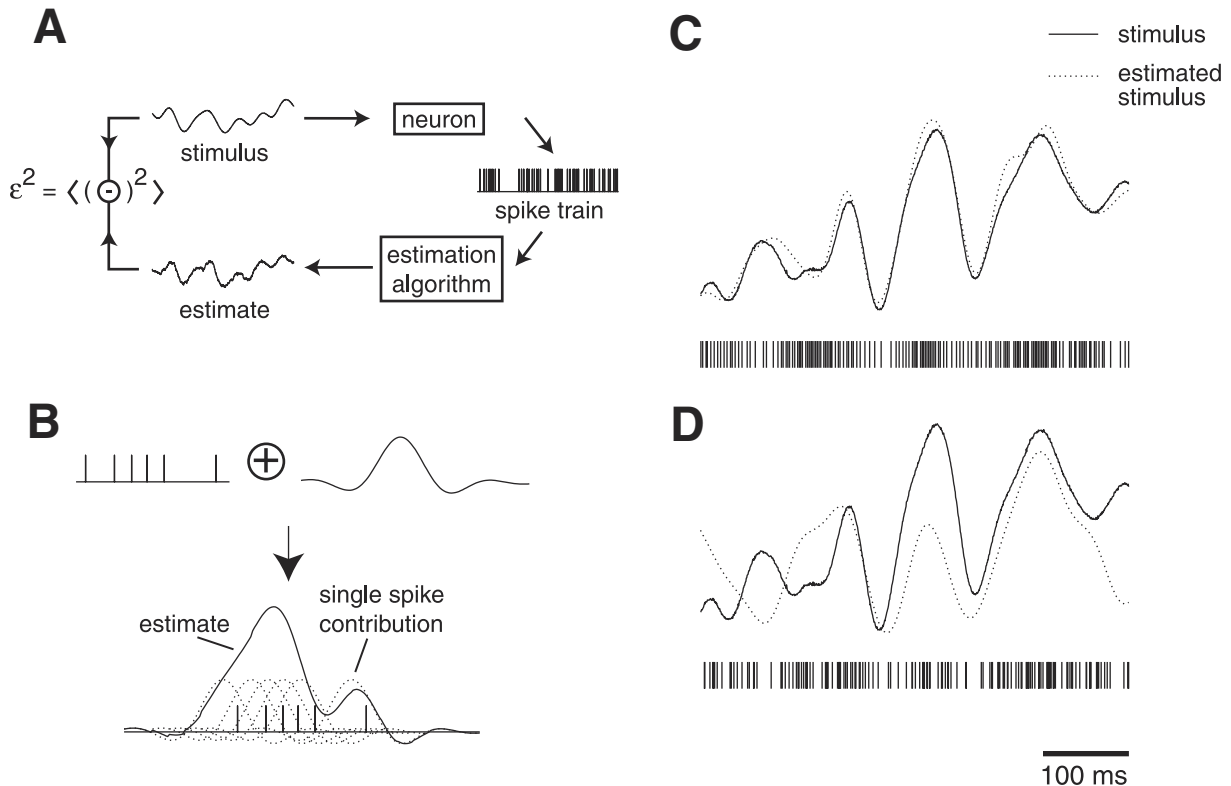 A
stimulus
neuron
ε² = ⟨( - )²⟩
spike train
estimation
algorithm
estimate
B
estimate
single spike
contribution
C
stimulus
estimated
stimulus
D
100 ms